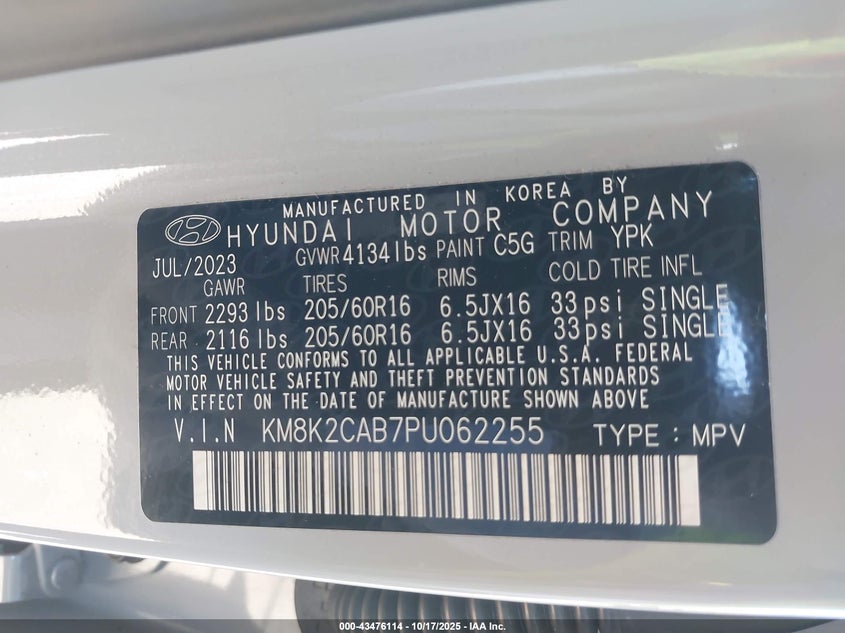 MANUFACTURED IN KOREA BY
HYUNDAI MOTOR COMPANY
JUL/2023 GVWR 4134 lbs PAINT C5G TRIM YPK
GAWR TIRES RIMS COLD TIRE INFL
FRONT 2293 lbs 205/60R16 6.5JX16 33 psi SINGLE
REAR 2116 lbs 205/60R16 6.5JX16 33 psi SINGLE
THIS VEHICLE CONFORMS TO ALL APPLICABLE U.S.A. FEDERAL
MOTOR VEHICLE SAFETY AND THEFT PREVENTION STANDARDS
IN EFFECT ON THE DATE OF MANUFACTURE SHOWN ABOVE
V.I.N KM8K2CAB7PU062255 TYPE : MPV
000-43476114 - 10/17/2025 - IAA Inc.